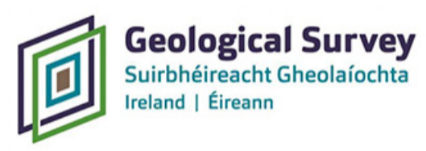 Geological Survey
Suirbhéireacht Gheolaíochta
Ireland | Éireann